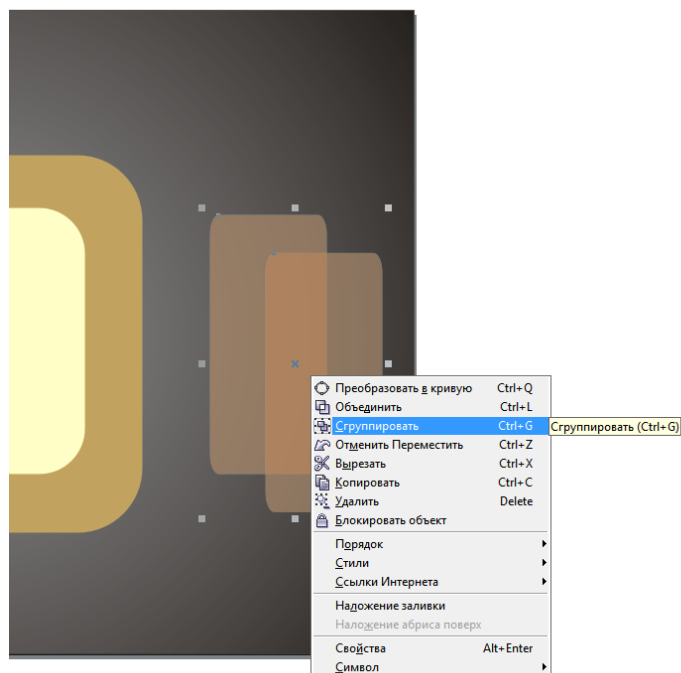 Преобразовать в кривую Ctrl+Q
Объединить Ctrl+L
Сгруппировать Ctrl+G
Сгруппировать (Ctrl+G)
Отменить Переместить Ctrl+Z
Вырезать Ctrl+X
Копировать Ctrl+C
Удалить Delete
Блокировать объект
Порядок
Стили
Ссылки Интернета
Наложение заливки
Наложение абриса поверх
Свойства Alt+Enter
Символ